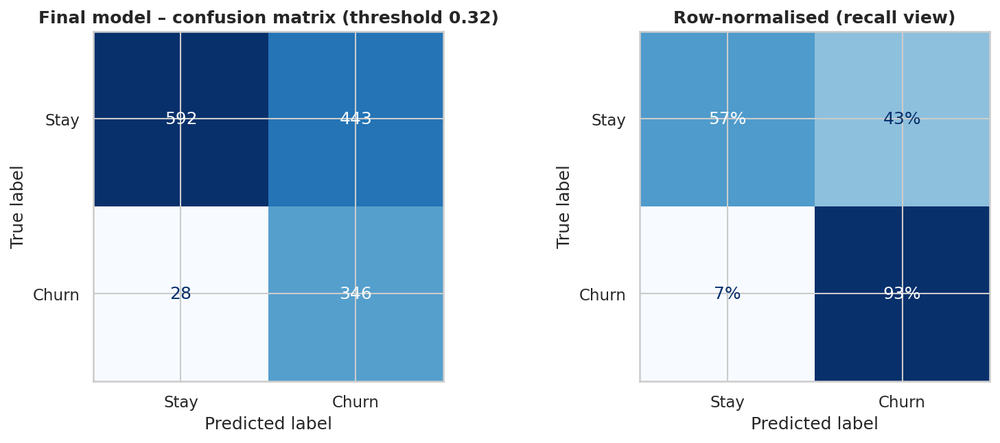 Final model – confusion matrix (threshold 0.32)
True label
Stay
592
443
Churn
28
346
Stay
Churn
Predicted label
Row-normalised (recall view)
True label
Stay
57%
43%
Churn
7%
93%
Stay
Churn
Predicted label